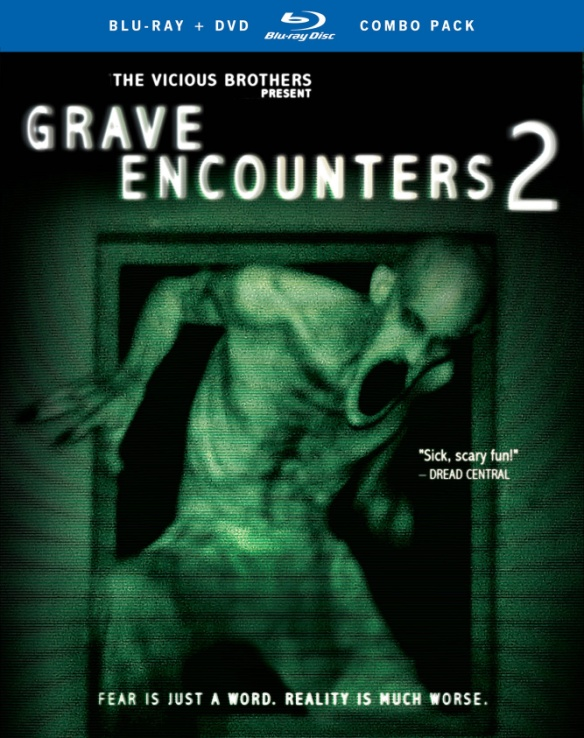 BLU-RAY + DVD Blu-ray Disc COMBO PACK
THE VICIOUS BROTHERS
PRESENT
GRAVE
ENCOUNTERS 2
"Sick, scary fun!"
– DREAD CENTRAL
FEAR IS JUST A WORD. REALITY IS MUCH WORSE.